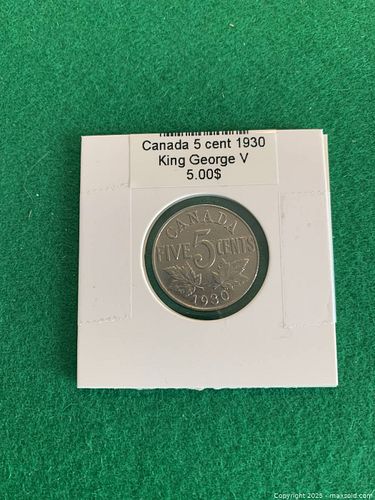 Canada 5 cent 1930
King George V
5.00$
CANADA
FIVE 5 CENTS
1930
Copyright 2025 - maxsold.com